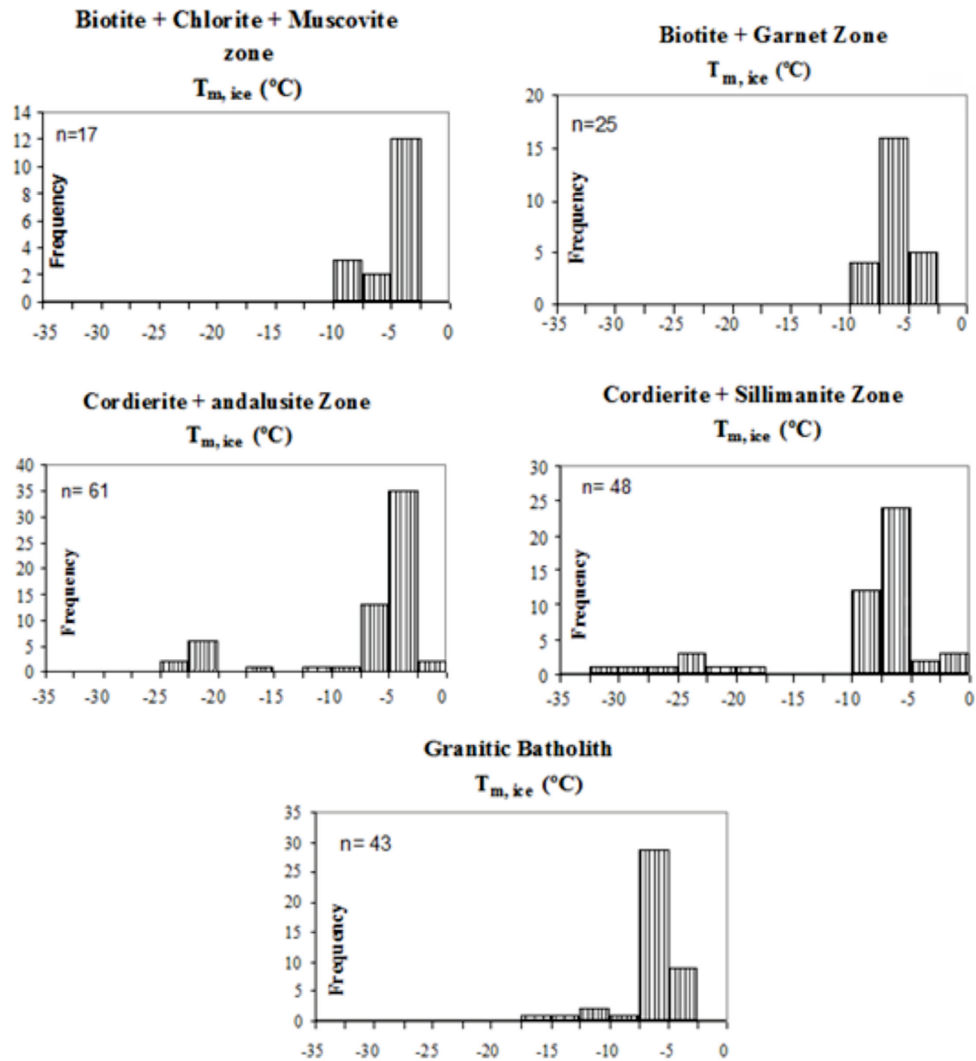 Biotite + Chlorite + Muscovite
zone
Tm, ice (ºC)
14
12
10
8
6
4
2
0
n=17
Frequency
-35 -30 -25 -20 -15 -10 -5 0
Biotite + Garnet Zone
Tm, ice (ºC)
20
15
10
5
0
n=25
Frequency
-35 -30 -25 -20 -15 -10 -5 0
Cordierite + andalusite Zone
Tm, ice (ºC)
40
35
30
25
20
15
10
5
0
n= 61
Frequency
-35 -30 -25 -20 -15 -10 -5 0
Cordierite + Sillimanite Zone
Tm, ice (ºC)
30
25
20
15
10
5
0
n= 48
Frequency
-35 -30 -25 -20 -15 -10 -5 0
Granitic Batholith
Tm, ice (ºC)
35
30
25
20
15
10
5
0
n= 43
Frequency
-35 -30 -25 -20 -15 -10 -5 0